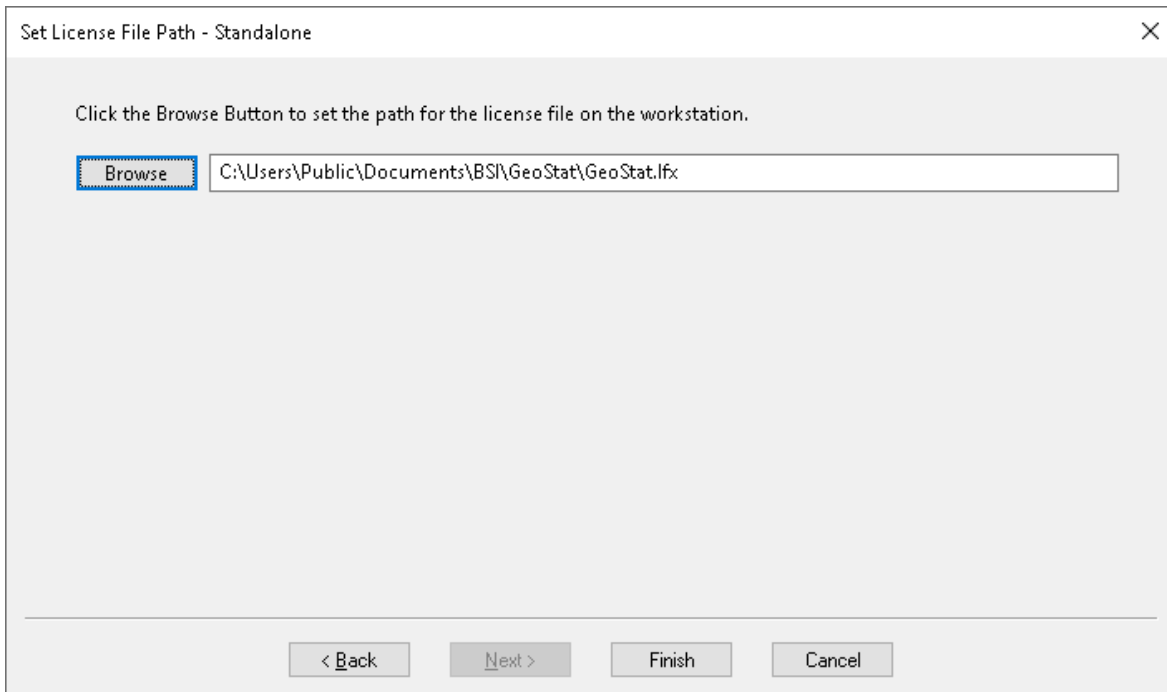 Set License File Path - Standalone
Click the Browse Button to set the path for the license file on the workstation.
Browse C:\Users\Public\Documents\BSI\GeoStat\GeoStat.lfx
< Back Next > Finish Cancel